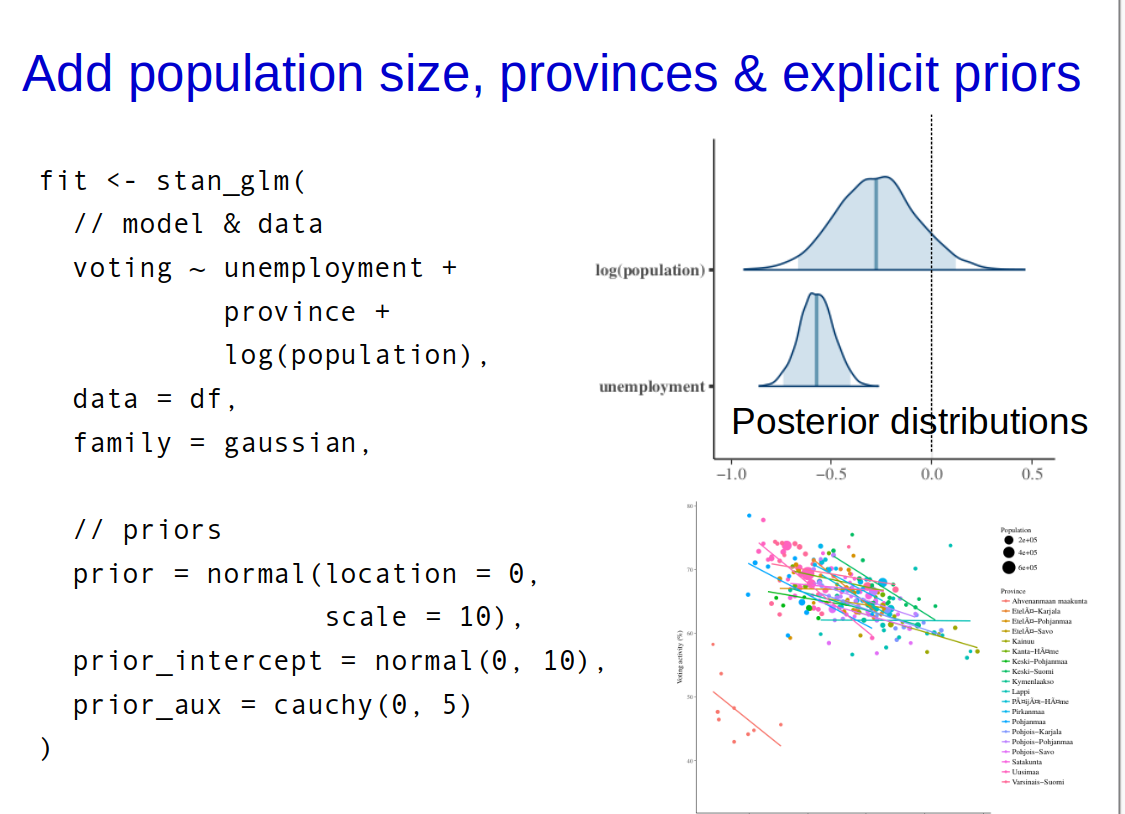 Add population size, provinces & explicit priors
fit <- stan_glm(
// model & data
voting ~ unemployment +
province +
log(population),
data = df,
family = gaussian,
// priors
prior = normal(location = 0,
scale = 10),
prior_intercept = normal(0, 10),
prior_aux = cauchy(0, 5)
)
log(population)
unemployment
Posterior distributions
−1.0 −0.5 0.0 0.5
80
70
60
50
40
Voting activity (%)
Population
2e+05
4e+05
6e+05
Province
Ahvenanmaan maakunta
EtelÃ¤−Karjala
EtelÃ¤−Pohjanmaa
EtelÃ¤−Savo
Kainuu
Kanta−HÃ¤me
Keski−Pohjanmaa
Keski−Suomi
Kymenlaakso
Lappi
PÃ¤ijÃ¤t−HÃ¤me
Pirkanmaa
Pohjanmaa
Pohjois−Karjala
Pohjois−Pohjanmaa
Pohjois−Savo
Satakunta
Uusimaa
Varsinais−Suomi